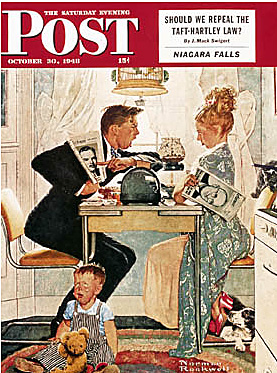 THE SATURDAY EVENING
POST
OCTOBER 30, 1948
15¢
SHOULD WE REPEAL THE
TAFT-HARTLEY LAW?
By J. Mack Swigert
NIAGARA FALLS
Norman
Rockwell